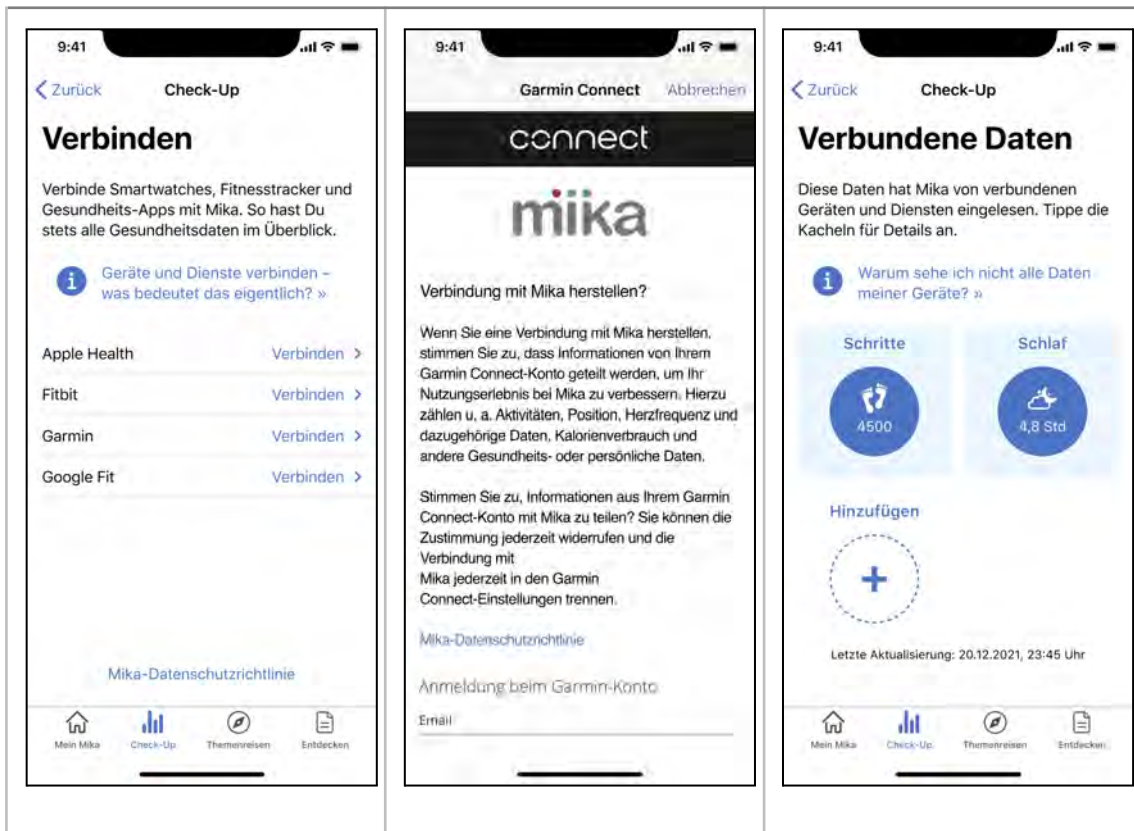 9:41
Zurück Check-Up
Verbinden
Verbinde Smartwatches, Fitnesstracker und
Gesundheits-Apps mit Mika. So hast Du
stets alle Gesundheitsdaten im Überblick.
Geräte und Dienste verbinden –
was bedeutet das eigentlich? »
Apple Health Verbinden >
Fitbit Verbinden >
Garmin Verbinden >
Google Fit Verbinden >
Mika-Datenschutzrichtlinie
Mein Mika Check-Up Themenreisen Entdecken
9:41
Garmin Connect Abbrechen
connect
mika
Verbindung mit Mika herstellen?
Wenn Sie eine Verbindung mit Mika herstellen,
stimmen Sie zu, dass Informationen von Ihrem
Garmin Connect-Konto geteilt werden, um Ihr
Nutzungserlebnis bei Mika zu verbessern. Hierzu
zählen u. a. Aktivitäten, Position, Herzfrequenz und
dazugehörige Daten, Kalorienverbrauch und
andere Gesundheits- oder persönliche Daten.
Stimmen Sie zu, Informationen aus Ihrem Garmin
Connect-Konto mit Mika zu teilen? Sie können die
Zustimmung jederzeit widerrufen und die
Verbindung mit
Mika jederzeit in den Garmin
Connect-Einstellungen trennen.
Mika-Datenschutzrichtlinie
Anmeldung beim Garmin-Konto
Email
9:41
Zurück Check-Up
Verbundene Daten
Diese Daten hat Mika von verbundenen
Geräten und Diensten eingelesen. Tippe die
Kacheln für Details an.
Warum sehe ich nicht alle Daten
meiner Geräte? »
Schritte Schlaf
4500 4,8 Std
Hinzufügen
Letzte Aktualisierung: 20.12.2021, 23:45 Uhr
Mein Mika Check-Up Themenreisen Entdecken